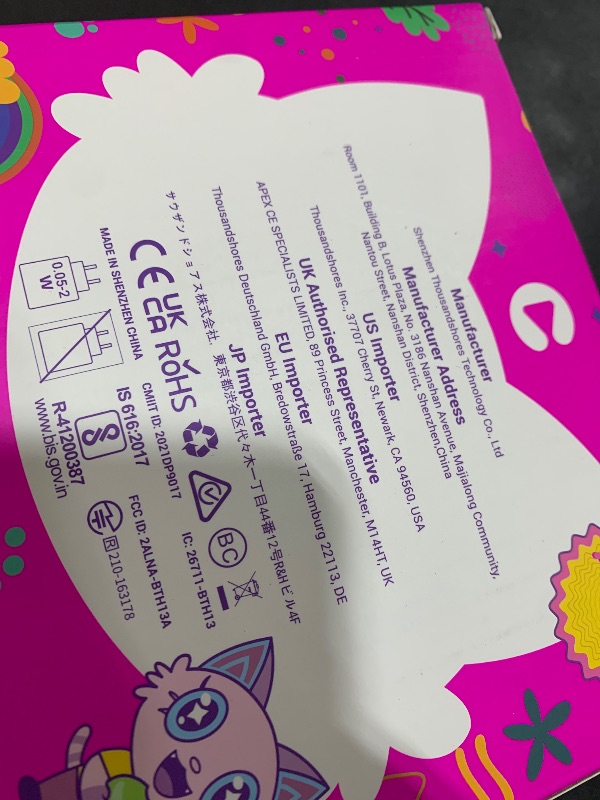 Manufacturer
Shenzhen Thousandshores Technology Co., Ltd
Manufacturer Address
Room 1101, Building B, Lotus Plaza, No. 3186 Nanshan Avenue, Majialong Community,
Nantou Street, Nanshan District, Shenzhen,China
US Importer
Thousandshores Inc., 37707 Cherry St, Newark, CA 94560, USA
UK Authorised Representative
APEX CE SPECIALISTS LIMITED, 89 Princess Street, Manchester, M14HT, UK
EU Importer
Thousandshores Deutschland GmbH, Bredowstraße 17, Hamburg 22113, DE
JP Importer
サウザンドショアス株式会社, 東京都渋谷区代々木一丁目44番12号R&Hビル4F
CE UK CA RoHS BC
CMIIT ID: 2021DP9017 IC: 26711-BTH13
MADE IN SHENZHEN CHINA IS 616:2017 FCC ID: 2ALNA-BTH13A
0.05-2
W
R-41200387
www.bis.gov.in
210-163178